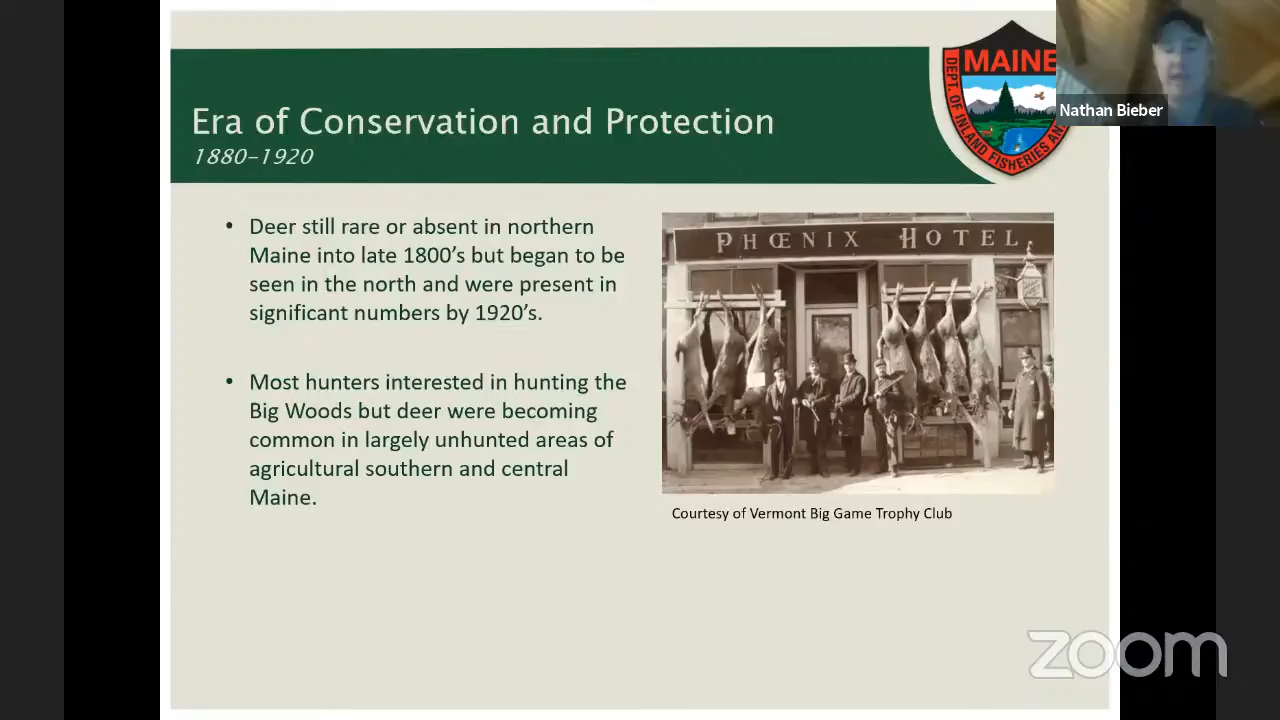 Era of Conservation and Protection
1880-1920
MAINE
DEPT. OF INLAND FISHERIES AN
Nathan Bieber
• Deer still rare or absent in northern
Maine into late 1800's but began to be
seen in the north and were present in
significant numbers by 1920's.
• Most hunters interested in hunting the
Big Woods but deer were becoming
common in largely unhunted areas of
agricultural southern and central
Maine.
PHŒNIX HOTEL
Courtesy of Vermont Big Game Trophy Club
zoom